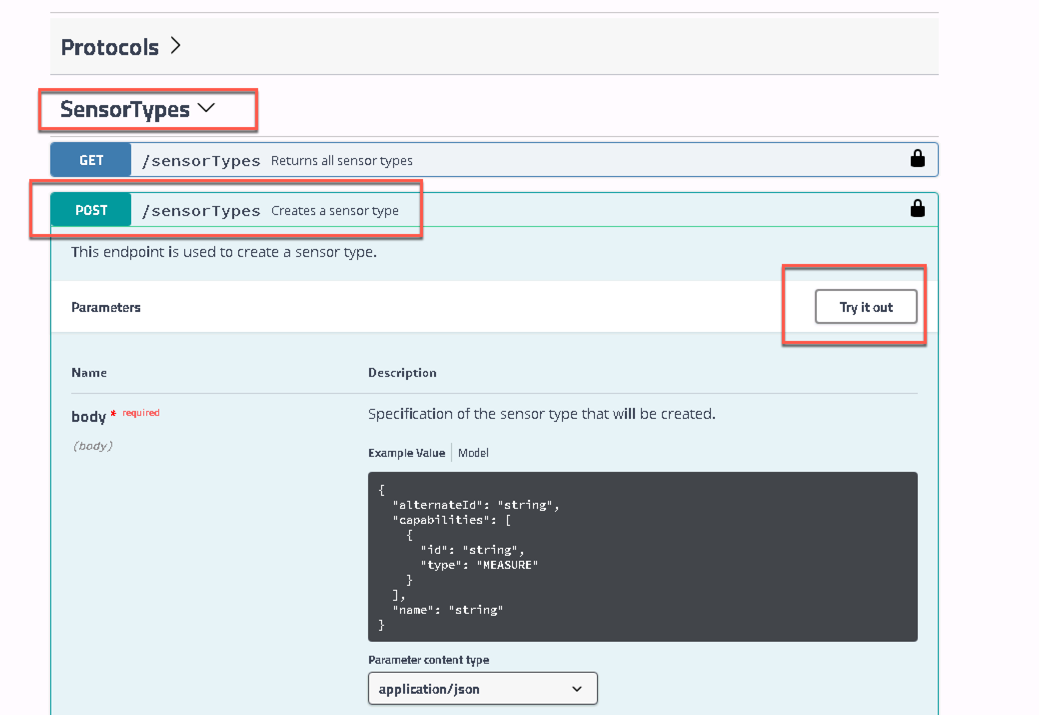 Protocols
SensorTypes
GET /sensorTypes Returns all sensor types
POST /sensorTypes Creates a sensor type
This endpoint is used to create a sensor type.
Parameters Try it out
Name Description
body * required Specification of the sensor type that will be created.
(body)
Example Value Model
{
"alternateId": "string",
"capabilities": [
{
"id": "string",
"type": "MEASURE"
}
],
"name": "string"
}
Parameter content type
application/json